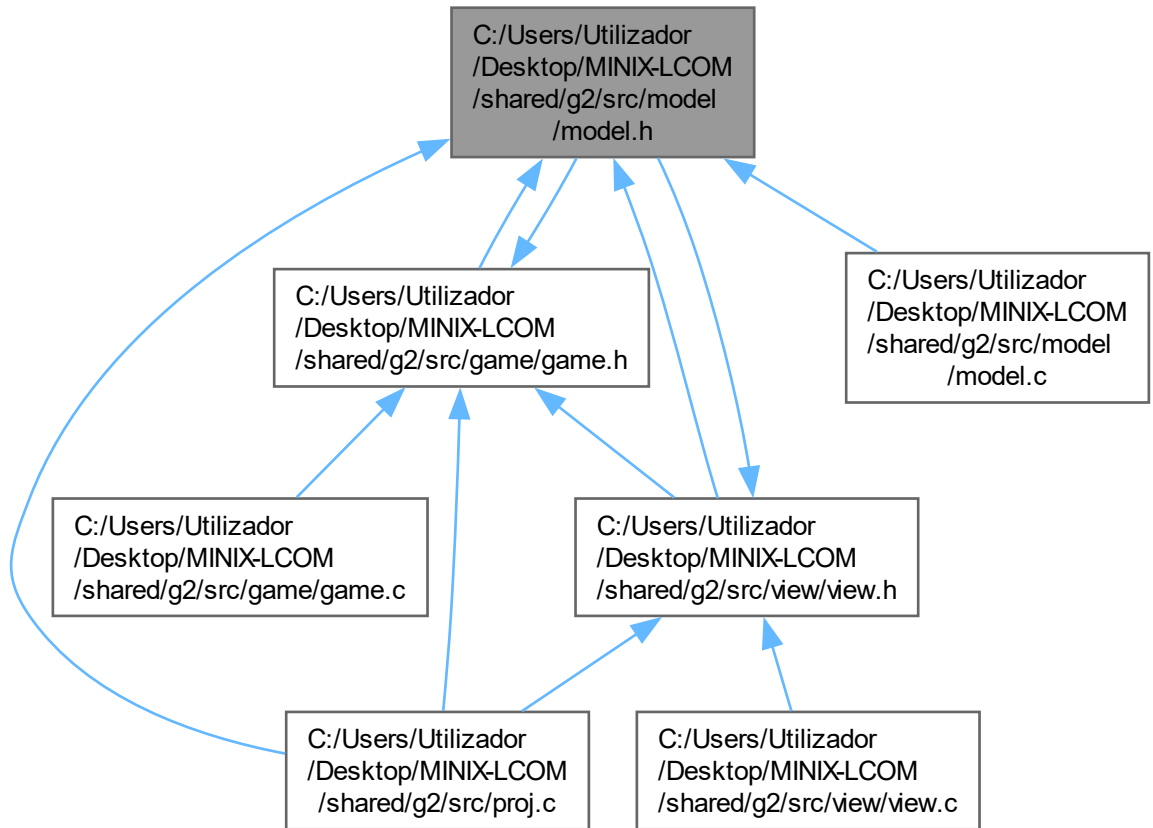 C:/Users/Utilizador
/Desktop/MINIX-LCOM
/shared/g2/src/model
/model.h
C:/Users/Utilizador
/Desktop/MINIX-LCOM
/shared/g2/src/game/game.h
C:/Users/Utilizador
/Desktop/MINIX-LCOM
/shared/g2/src/model
/model.c
C:/Users/Utilizador
/Desktop/MINIX-LCOM
/shared/g2/src/game/game.c
C:/Users/Utilizador
/Desktop/MINIX-LCOM
/shared/g2/src/view/view.h
C:/Users/Utilizador
/Desktop/MINIX-LCOM
/shared/g2/src/proj.c
C:/Users/Utilizador
/Desktop/MINIX-LCOM
/shared/g2/src/view/view.c